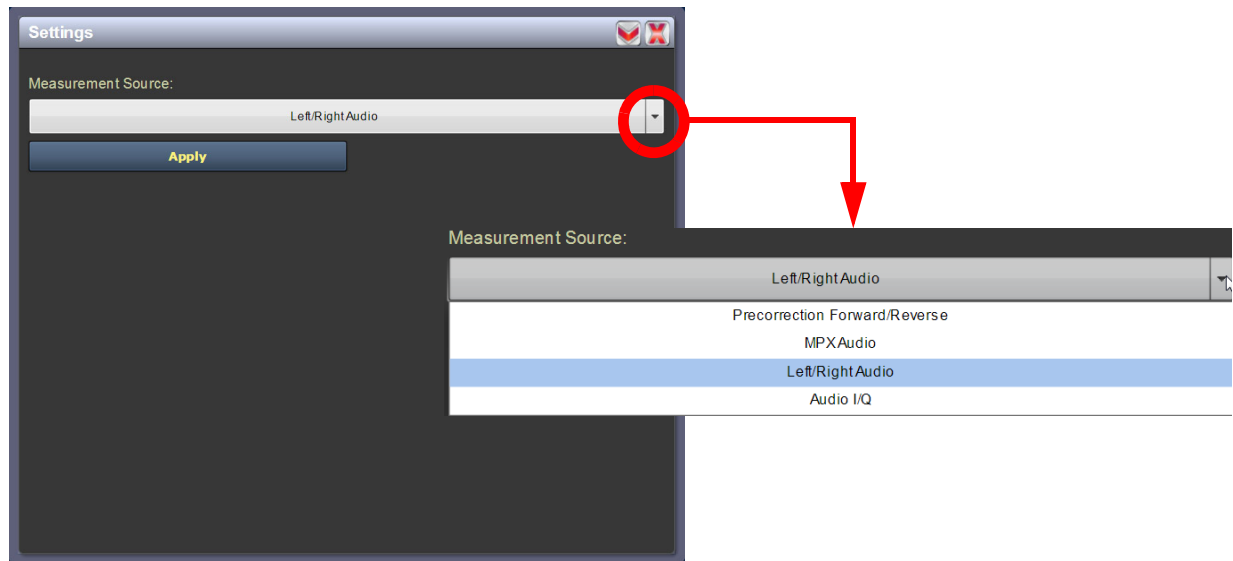 Settings
Measurement Source:
Left/Right Audio
Apply
Measurement Source:
Left/Right Audio
Precorrection Forward/Reverse
MPX Audio
Left/Right Audio
Audio I/Q